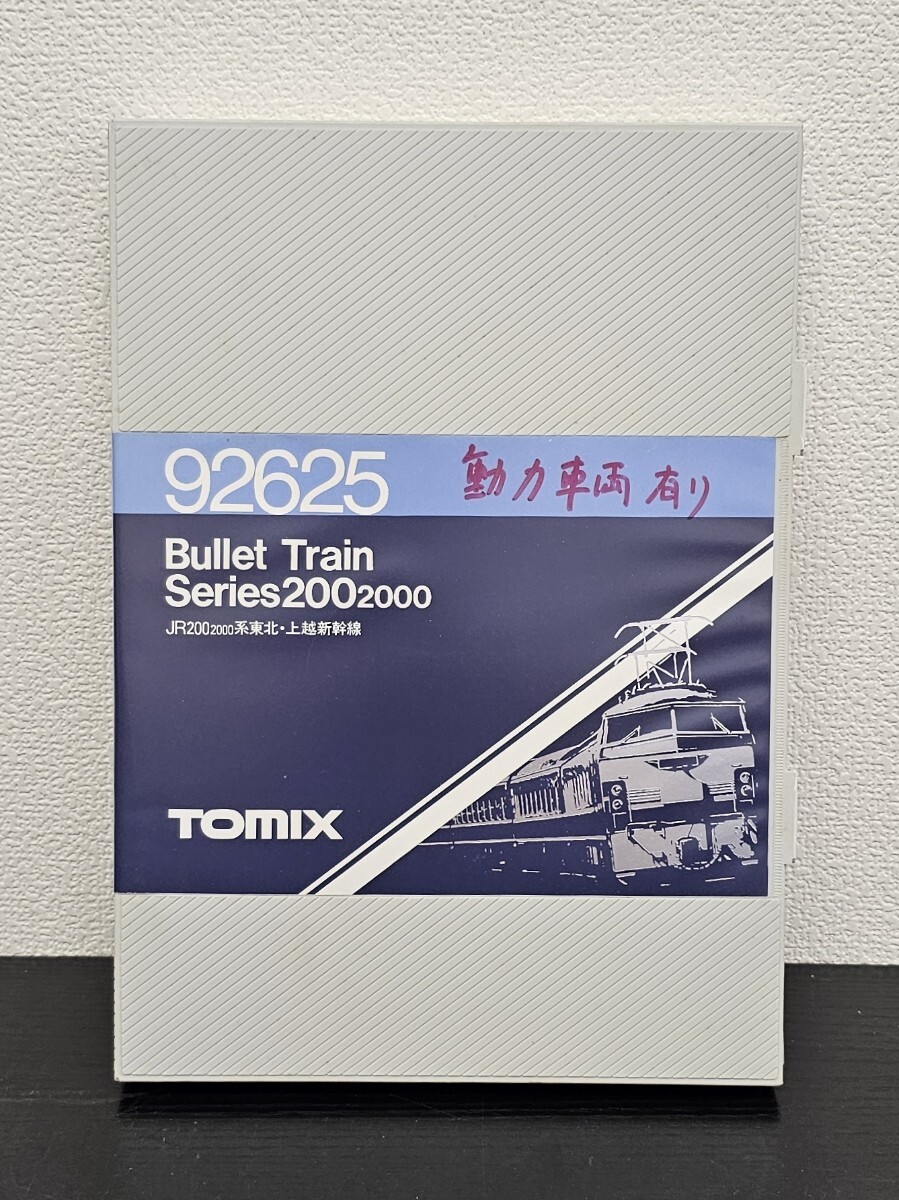 92625
動力車両有り
Bullet Train
Series2002000
JR2002000系東北・上越新幹線
TOMIX